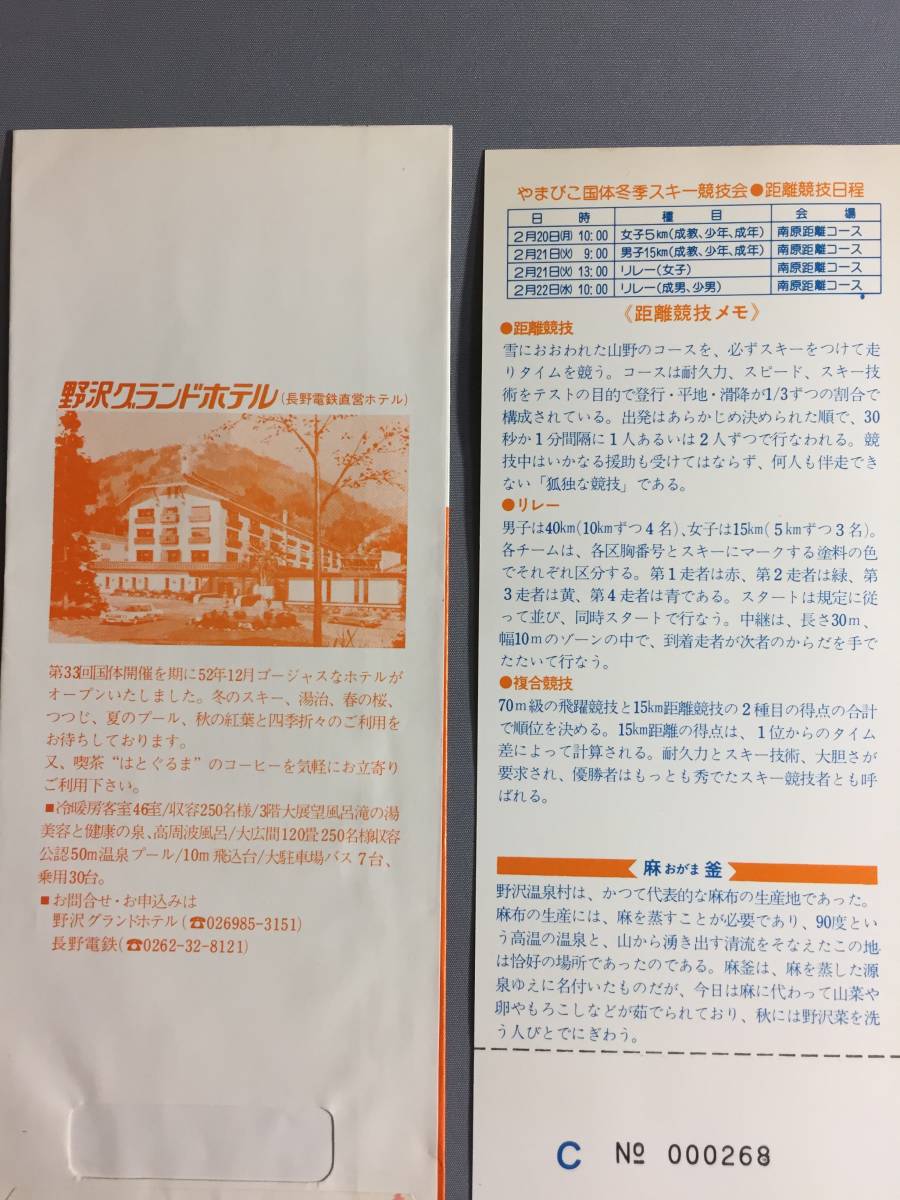 野沢グランドホテル(長野電鉄直営ホテル)
第33回国体開催を期に52年12月ゴージャスなホテルが
オープンいたしました。冬のスキー、湯治、春の桜、
つつじ、夏のプール、秋の紅葉と四季折々のご利用を
お待ちしております。
又、喫茶“はとぐるま”のコーヒーを気軽にお立寄り
ご利用下さい。
■冷暖房客室46室/収容250名様/3階大展望風呂滝の湯
美容と健康の泉、高周波風呂/大広間120畳250名様収容
公認50m温泉プール/10m飛込台/大駐車場バス7台、
乗用30台。
■お問合せ・お申込みは
野沢グランドホテル(☎026985-3151)
長野電鉄(☎0262-32-8121)
やまびこ国体冬季スキー競技会●距離競技日程
日 時 種 目 会 場
2月20日(月) 10:00 女子5km(成教、少年、成年) 南原距離コース
2月21日(火) 9:00 男子15km(成教、少年、成年) 南原距離コース
2月21日(火) 13:00 リレー(女子) 南原距離コース
2月22日(水) 10:00 リレー(成男、少男) 南原距離コース
《距離競技メモ》
●距離競技
雪におおわれた山野のコースを、必ずスキーをつけて走
りタイムを競う。コースは耐久力、スピード、スキー技
術をテストの目的で登行・平地・滑降が1/3ずつの割合で
構成されている。出発はあらかじめ決められた順で、30
秒か1分間隔に1人あるいは2人ずつで行なわれる。競
技中はいかなる援助も受けてはならず、何人も伴走でき
ない「狐独な競技」である。
●リレー
男子は40km(10kmずつ4名)、女子は15km(5kmずつ3名)。
各チームは、各区胸番号とスキーにマークする塗料の色
でそれぞれ区分する。第1走者は赤、第2走者は緑、第
3走者は黄、第4走者は青である。スタートは規定に従
って並び、同時スタートで行なう。中継は、長さ30m、
幅10mのゾーンの中で、到着走者が次者のからだを手で
たたいて行なう。
●複合競技
70m級の飛躍競技と15km距離競技の2種目の得点の合計
で順位を決める。15km距離の得点は、1位からのタイム
差によって計算される。耐久力とスキー技術、大胆さが
要求され、優勝者はもっとも秀でたスキー競技者とも呼
ばれる。
麻おがま釜
野沢温泉村は、かつて代表的な麻布の生産地であった。
麻布の生産には、麻を蒸すことが必要であり、90度とい
う高温の温泉と、山から湧き出す清流をそなえたこの地
は恰好の場所であったのである。麻釜は、麻を蒸した源
泉ゆえに名付いたものだが、今日は麻に代わって山菜や
卵やもろこしなどが茹でられており、秋には野沢菜を洗
う人びとでにぎわう。
C № 000268